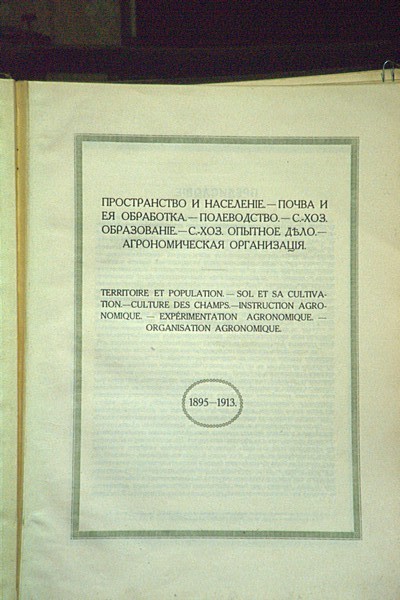 ПРОСТРАНСТВО И НАСЕЛЕНІЕ.—ПОЧВА И
ЕЯ ОБРАБОТКА.—ПОЛЕВОДСТВО.—С.-ХОЗ.
ОБРАЗОВАНІЕ.—С.-ХОЗ. ОПЫТНОЕ ДѢЛО.—
АГРОНОМИЧЕСКАЯ ОРГАНИЗАЦІЯ.
TERRITOIRE ET POPULATION.—SOL ET SA CULTIVA-
TION.—CULTURE DES CHAMPS.—INSTRUCTION AGRO-
NOMIQUE. — EXPÉRIMENTATION AGRONOMIQUE. —
ORGANISATION AGRONOMIQUE.
1895—1913.